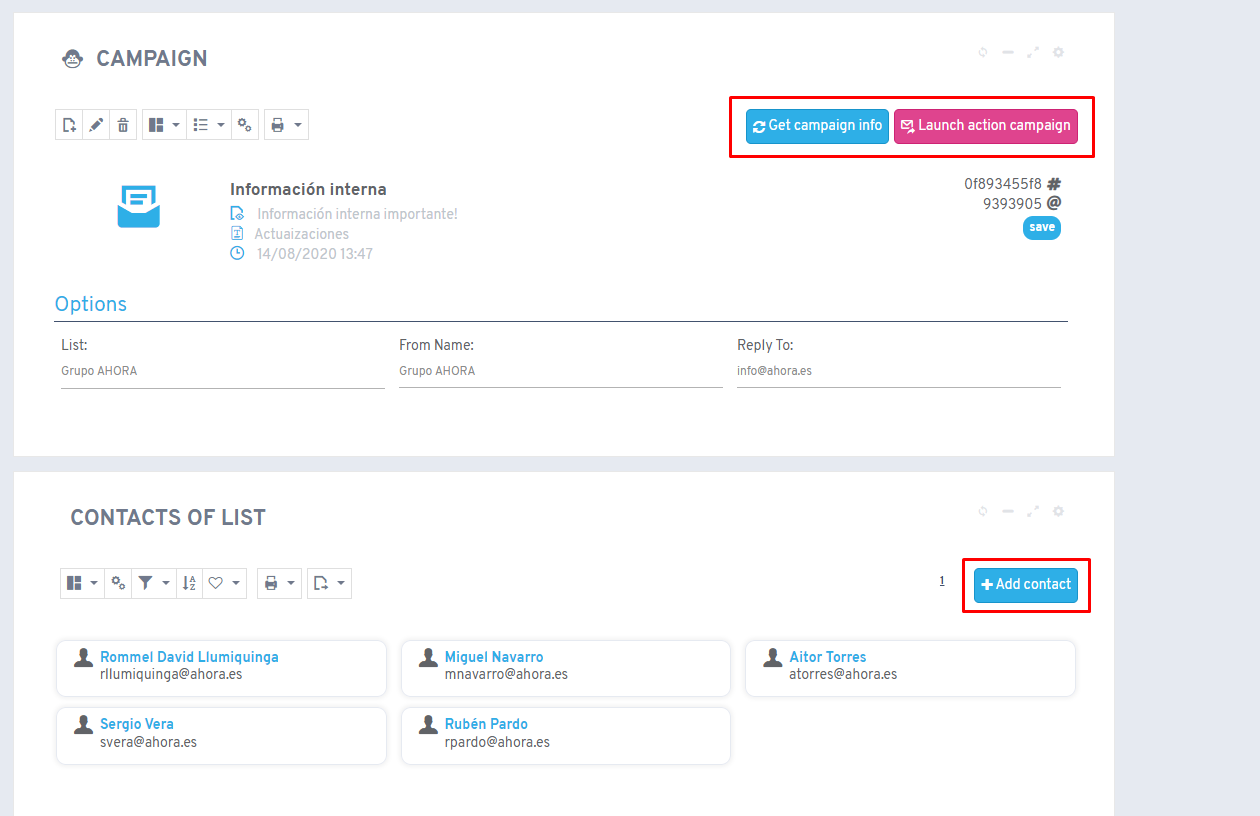 CAMPAIGN
Get campaign info
Launch action campaign
Información interna
Información interna importante!
Actuaizaciones
14/08/2020 13:47
0f893455f8 #
9393905 @
save
Options
List:
From Name:
Reply To:
Grupo AHORA
Grupo AHORA
info@ahora.es
CONTACTS OF LIST
1
Add contact
Rommel David Llumiquinga
rllumiquinga@ahora.es
Miguel Navarro
mnavarro@ahora.es
Aitor Torres
atorres@ahora.es
Sergio Vera
svera@ahora.es
Rubén Pardo
rpardo@ahora.es